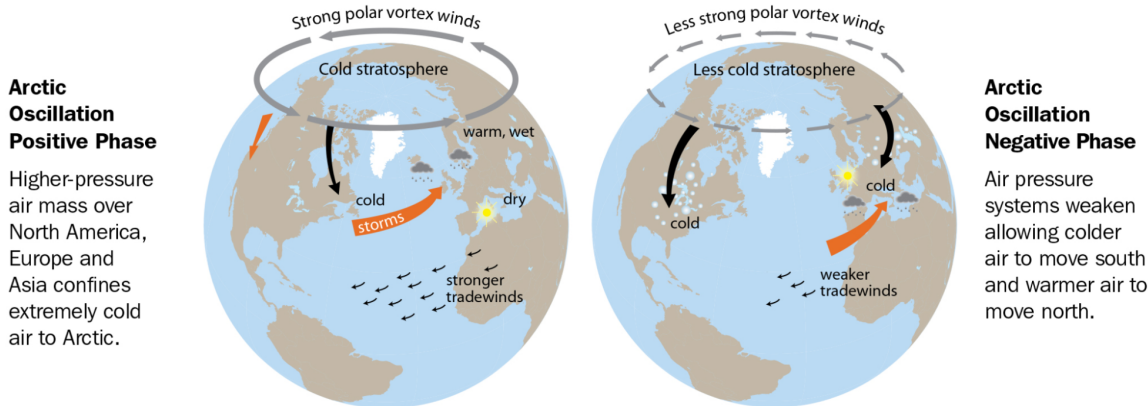 Arctic
Oscillation
Positive Phase
Higher-pressure
air mass over
North America,
Europe and
Asia confines
extremely cold
air to Arctic.
Strong polar vortex winds
Cold stratosphere
warm, wet
cold
storms
dry
stronger
tradewinds
Less strong polar vortex winds
Less cold stratosphere
cold
cold
weaker
tradewinds
Arctic
Oscillation
Negative Phase
Air pressure
systems weaken
allowing colder
air to move south
and warmer air to
move north.